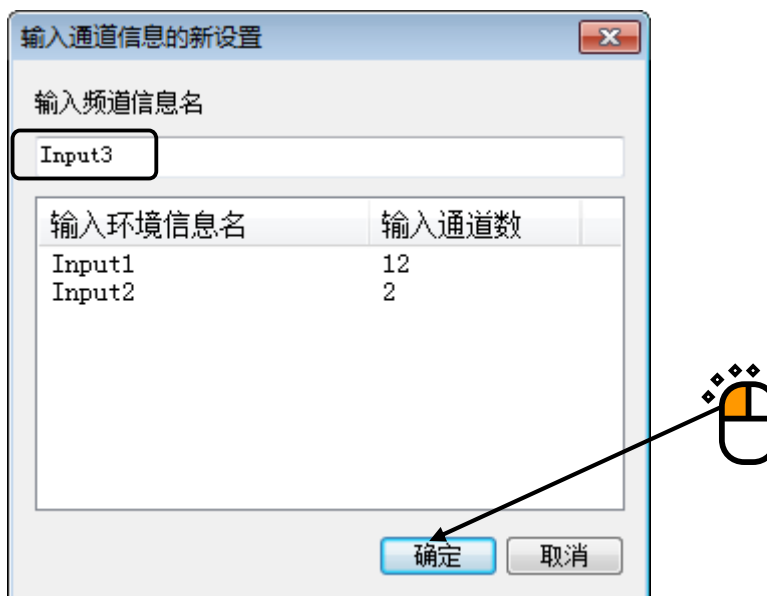 输入通道信息的新设置
输入频道信息名
Input3
输入环境信息名 输入通道数
Input1 12
Input2 2
确定 取消